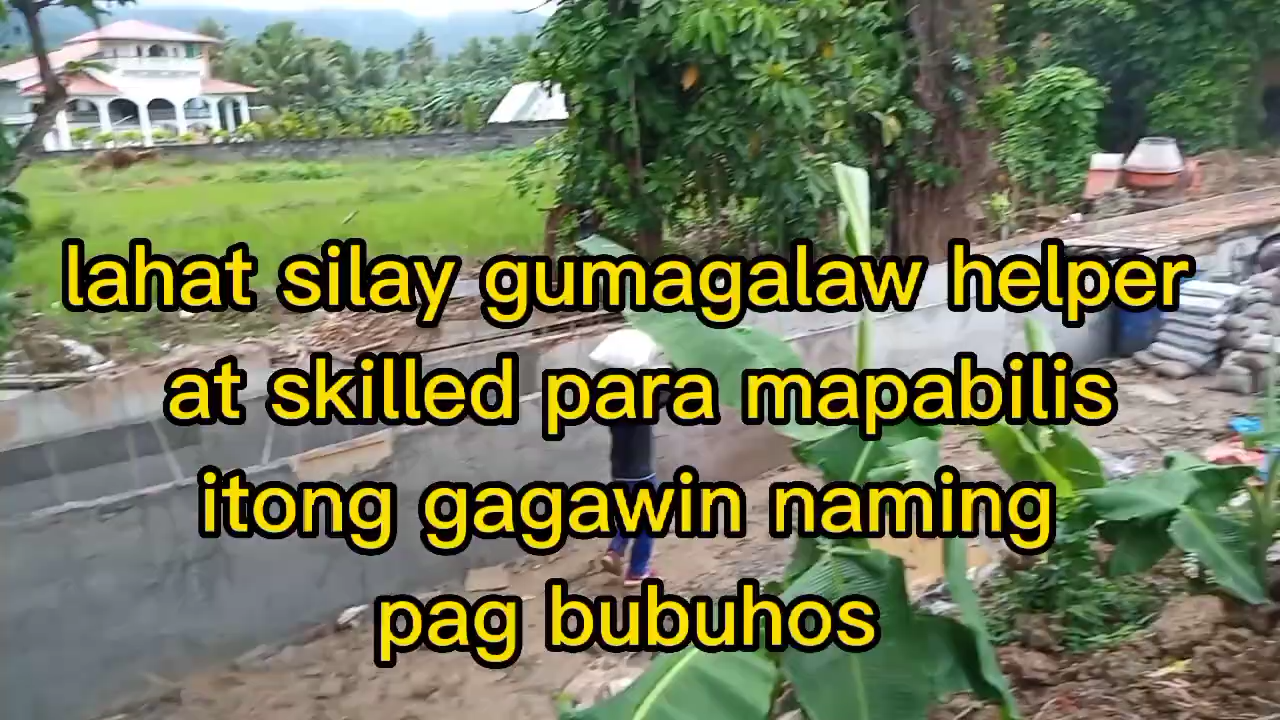 lahat silay gumagalaw helper
at skilled para mapabilis
itong gagawin naming
pag bubuhos